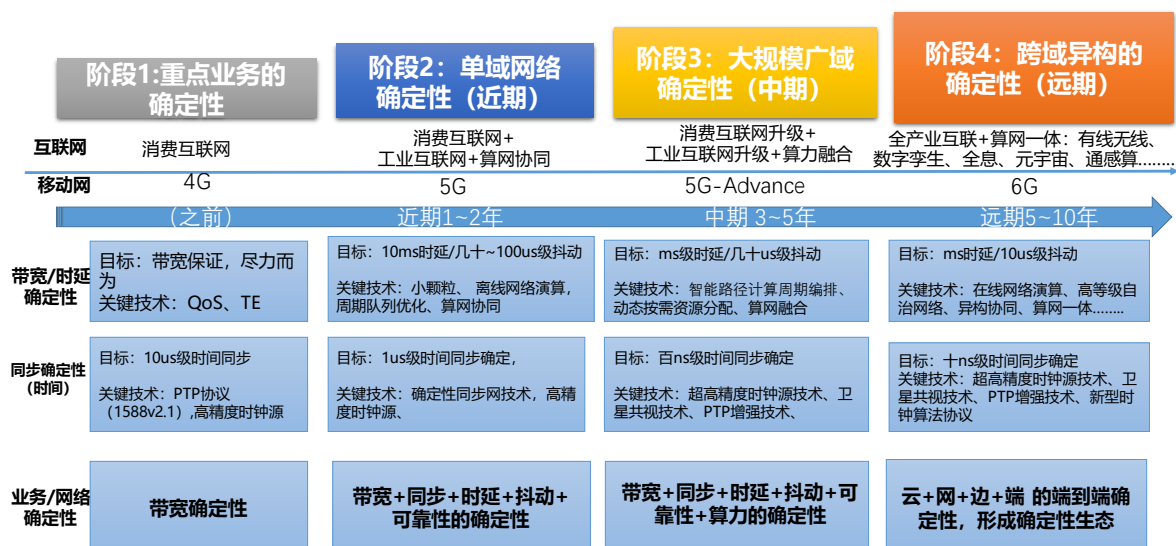 阶段1:重点业务的
确定性
阶段2：单域网络
确定性（近期）
阶段3：大规模广域
确定性（中期）
阶段4：跨域异构的
确定性（远期）
互联网
消费互联网
消费互联网+
工业互联网+算网协同
消费互联网升级+
工业互联网升级+算力融合
全产业互联+算网一体：有线无线、
数字孪生、全息、元宇宙、通感算........
移动网
4G
5G
5G-Advance
6G
（之前）
近期1~2年
中期 3~5年
远期5~10年
带宽/时延
确定性
目标：带宽保证，尽力而
为
关键技术：QoS、TE
目标：10ms时延/几十~100us级抖动
关键技术：小颗粒、 离线网络演算，
周期队列优化、算网协同
目标：ms级时延/几十us级抖动
关键技术：智能路径计算周期编排、
动态按需资源分配、算网融合
目标：ms时延/10us级抖动
关键技术：在线网络演算、高等级自
治网络、异构协同、算网一体........
同步确定性
（时间）
目标：10us级时间同步
关键技术：PTP协议
（1588v2.1）,高精度时钟源
目标：1us级时间同步确定，
关键技术：确定性同步网技术，高精
度时钟源、
目标：百ns级时间同步确定
关键技术：超高精度时钟源技术、卫
星共视技术、PTP增强技术、
目标：十ns级时间同步确定
关键技术：超高精度时钟源技术、卫
星共视技术、PTP增强技术、新型时
钟算法协议
业务/网络
确定性
带宽确定性
带宽+同步+时延+抖动+
可靠性的确定性
带宽+同步+时延+抖动+可
靠性+算力的确定性
云+网+边+端 的端到端确
定性，形成确定性生态